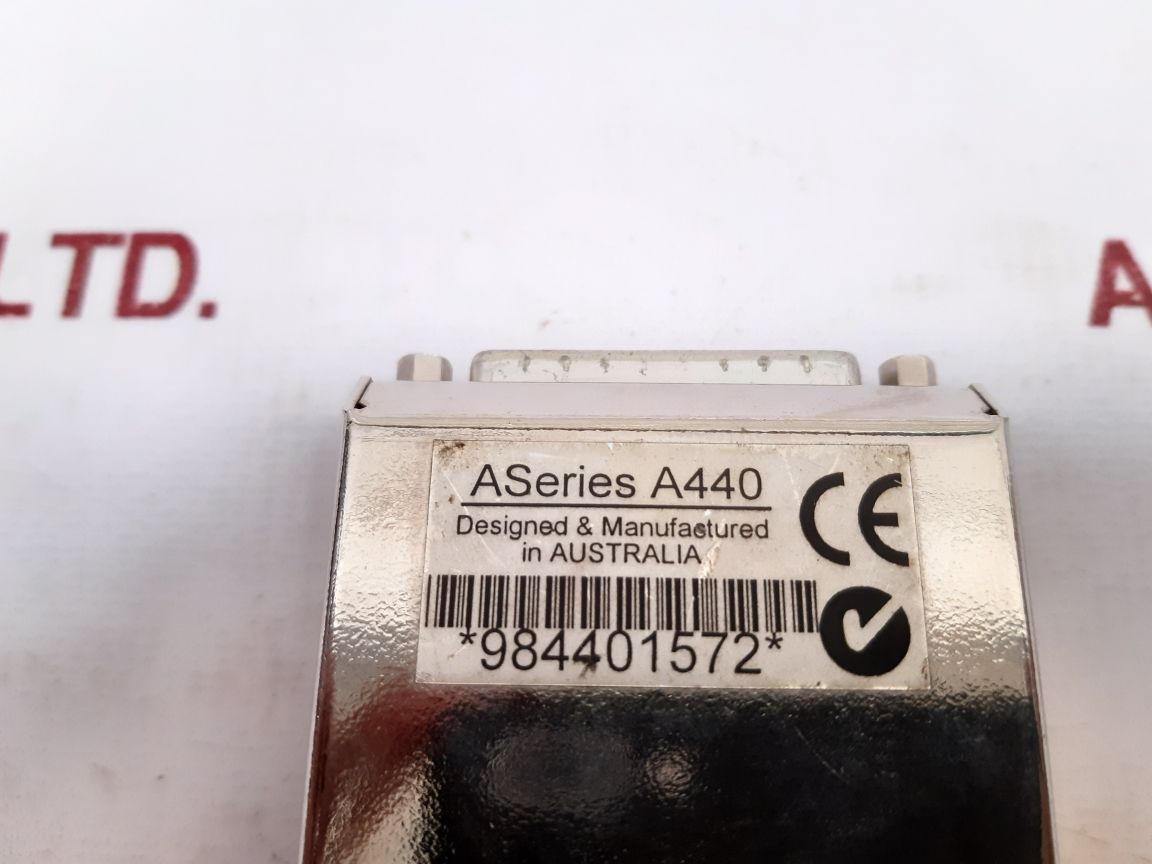 LTD.
A
ASeries A440
Designed & Manufactured
in AUSTRALIA
CE
*984401572*